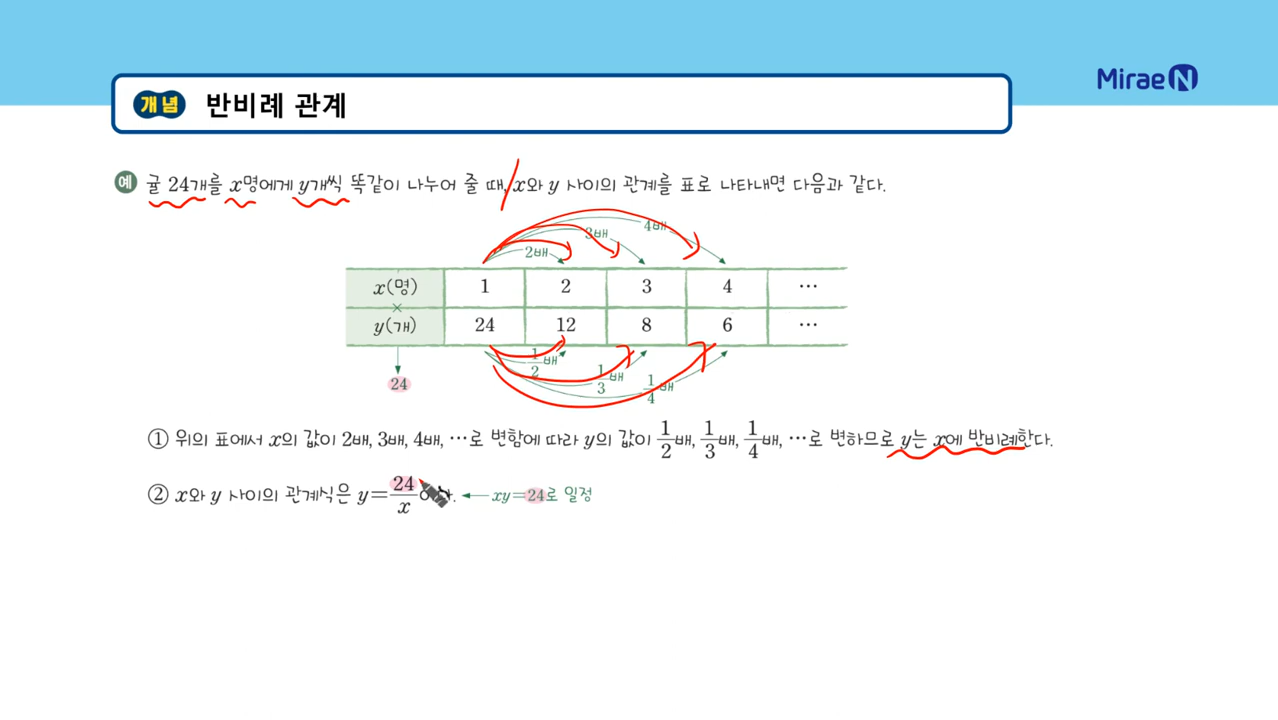 Mirae N
개념 반비례 관계
예 귤 24개를 x명에게 y개씩 똑같이 나누어 줄 때, x와 y 사이의 관계를 표로 나타내면 다음과 같다.
4배
3배
2배
x(명) 1 2 3 4 ⋯
×
y(개) 24 12 8 6 ⋯
1/2배 1/3배 1/4배
24
① 위의 표에서 x의 값이 2배, 3배, 4배, ⋯로 변함에 따라 y의 값이 1/2배, 1/3배, 1/4배, ⋯로 변하므로 y는 x에 반비례한다.
② x와 y 사이의 관계식은 y=24/x이다. ← xy=24로 일정